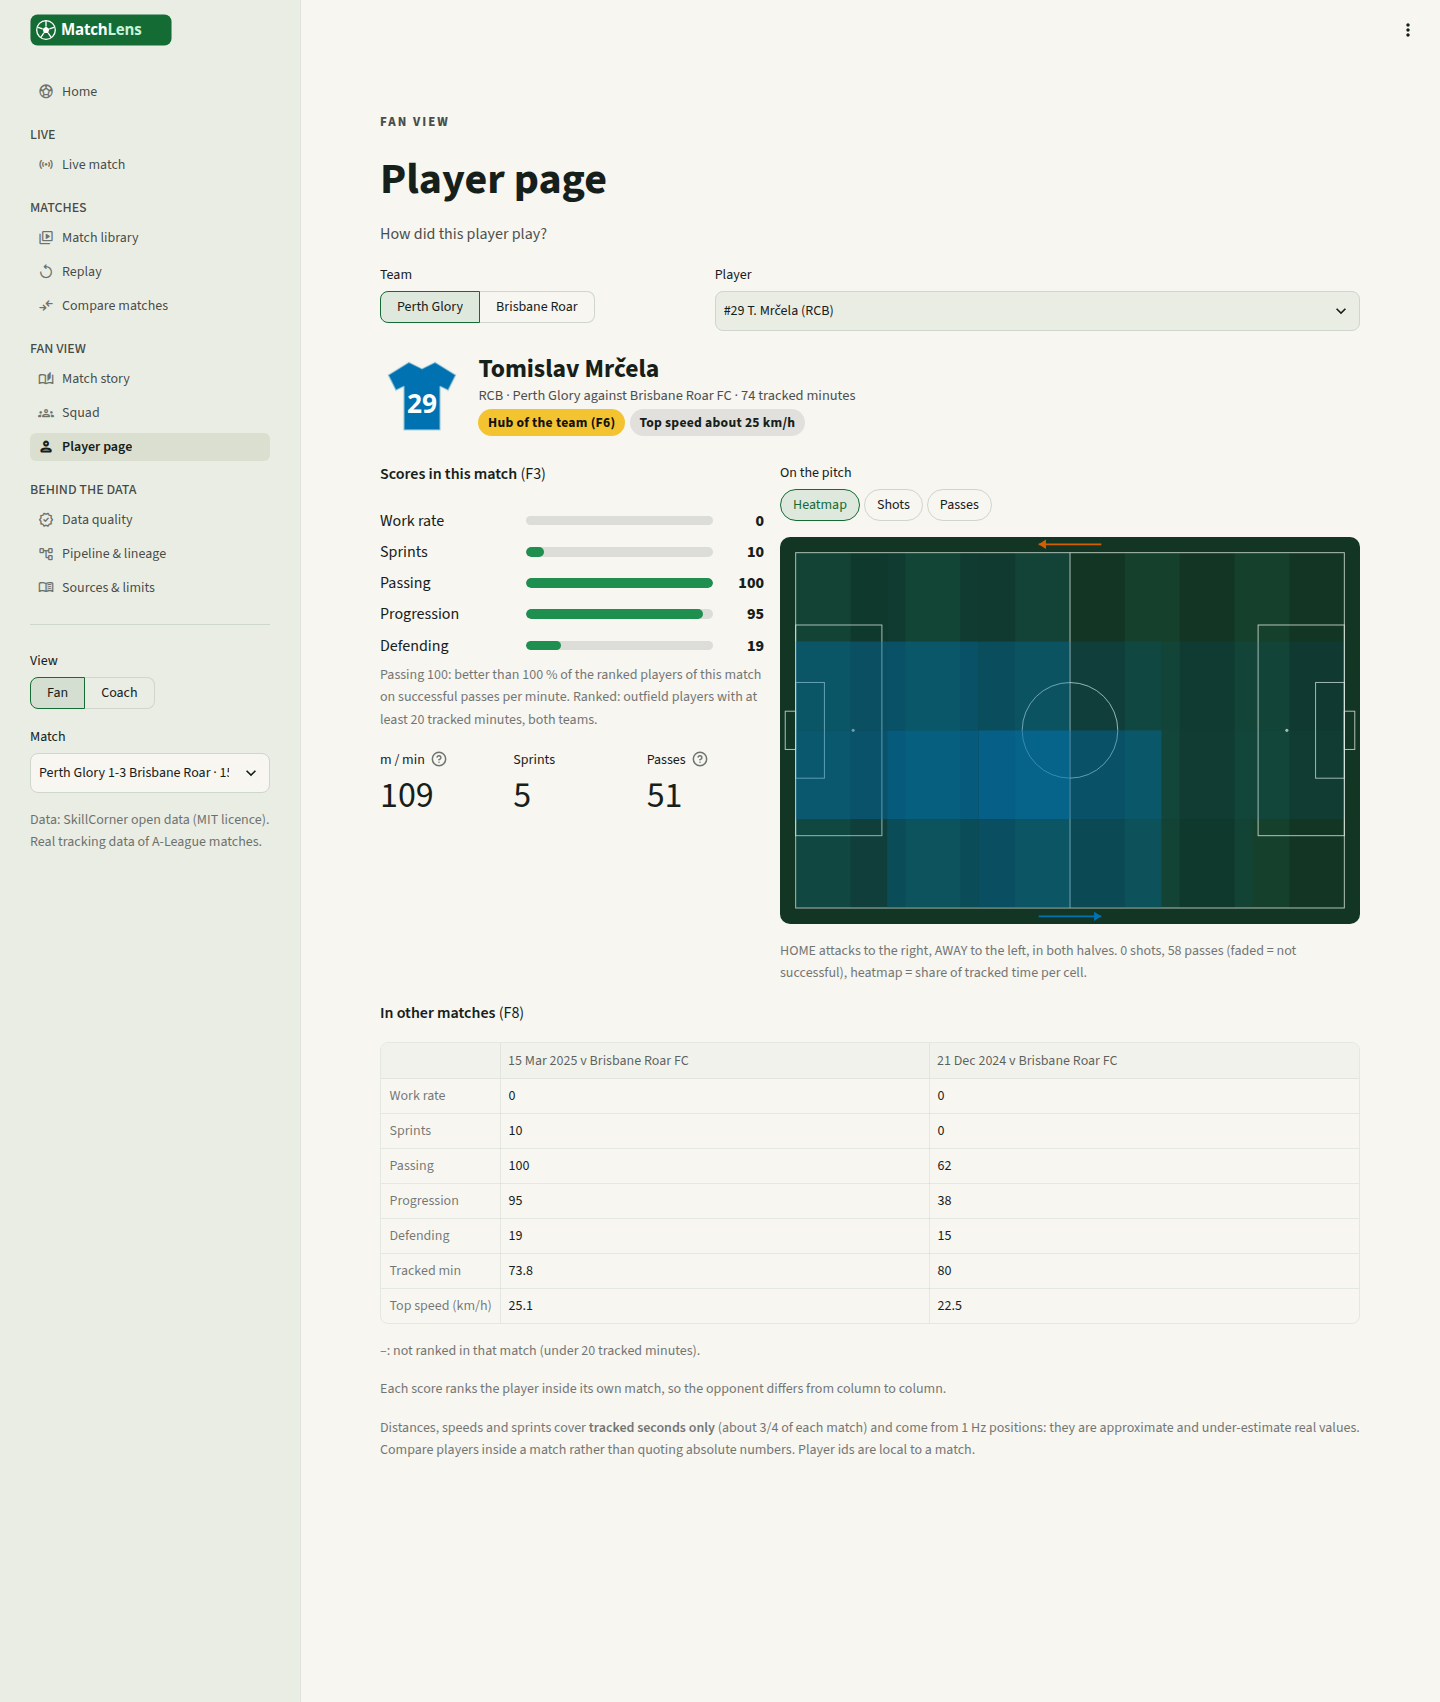 MatchLens
Home
LIVE
Live match
MATCHES
Match library
Replay
Compare matches
FAN VIEW
Match story
Squad
Player page
BEHIND THE DATA
Data quality
Pipeline & lineage
Sources & limits
View
Fan
Coach
Match
Perth Glory 1-3 Brisbane Roar · 15
Data: SkillCorner open data (MIT licence).
Real tracking data of A-League matches.
FAN VIEW
Player page
How did this player play?
Team
Perth Glory
Brisbane Roar
Player
#29 T. Mrčela (RCB)
29
Tomislav Mrčela
RCB · Perth Glory against Brisbane Roar FC · 74 tracked minutes
Hub of the team (F6)
Top speed about 25 km/h
Scores in this match (F3)
Work rate 0
Sprints 10
Passing 100
Progression 95
Defending 19
Passing 100: better than 100 % of the ranked players of this match
on successful passes per minute. Ranked: outfield players with at
least 20 tracked minutes, both teams.
m / min
Sprints
Passes
109
5
51
On the pitch
Heatmap
Shots
Passes
HOME attacks to the right, AWAY to the left, in both halves. 0 shots, 58 passes (faded = not
successful), heatmap = share of tracked time per cell.
In other matches (F8)
15 Mar 2025 v Brisbane Roar FC 21 Dec 2024 v Brisbane Roar FC
Work rate 0 0
Sprints 10 0
Passing 100 62
Progression 95 38
Defending 19 15
Tracked min 73.8 80
Top speed (km/h) 25.1 22.5
–: not ranked in that match (under 20 tracked minutes).
Each score ranks the player inside its own match, so the opponent differs from column to column.
Distances, speeds and sprints cover tracked seconds only (about 3/4 of each match) and come from 1 Hz positions: they are approximate and under-estimate real values.
Compare players inside a match rather than quoting absolute numbers. Player ids are local to a match.